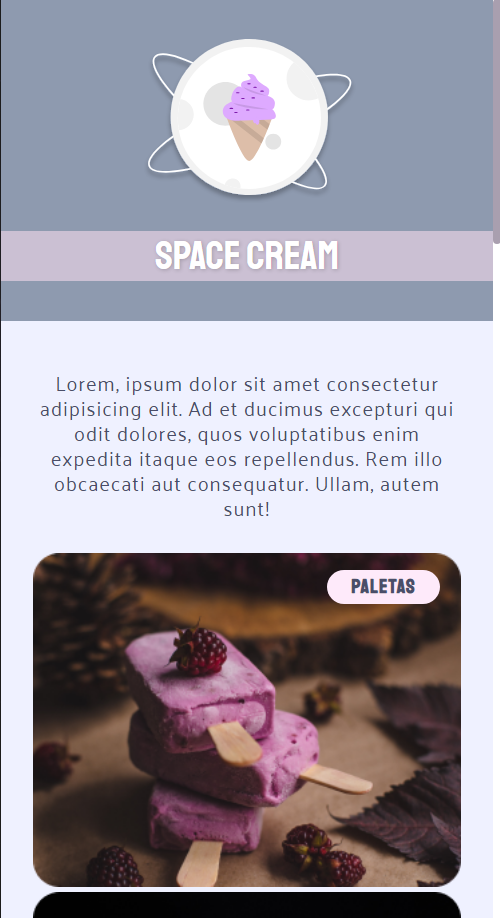 SPACE CREAM
Lorem, ipsum dolor sit amet consectetur
adipisicing elit. Ad et ducimus excepturi qui
odit dolores, quos voluptatibus enim
expedita itaque eos repellendus. Rem illo
obcaecati aut consequatur. Ullam, autem
sunt!
PALETAS